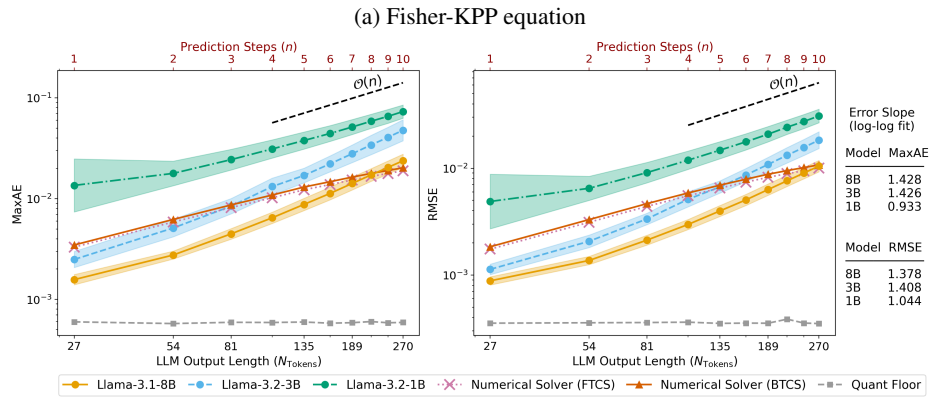 (a) Fisher-KPP equation
Prediction Steps (n)
1 2 3 4 5 6 7 8 9 10
O(n)
10⁻¹
10⁻²
10⁻³
MaxAE
27 54 81 135 189 270
LLM Output Length (N_Tokens)
Prediction Steps (n)
1 2 3 4 5 6 7 8 9 10
O(n)
10⁻²
10⁻³
RMSE
27 54 81 135 189 270
LLM Output Length (N_Tokens)
Error Slope
(log-log fit)
Model MaxAE
8B 1.428
3B 1.426
1B 0.933
Model RMSE
8B 1.378
3B 1.408
1B 1.044
Llama-3.1-8B Llama-3.2-3B Llama-3.2-1B Numerical Solver (FTCS) Numerical Solver (BTCS) Quant Floor